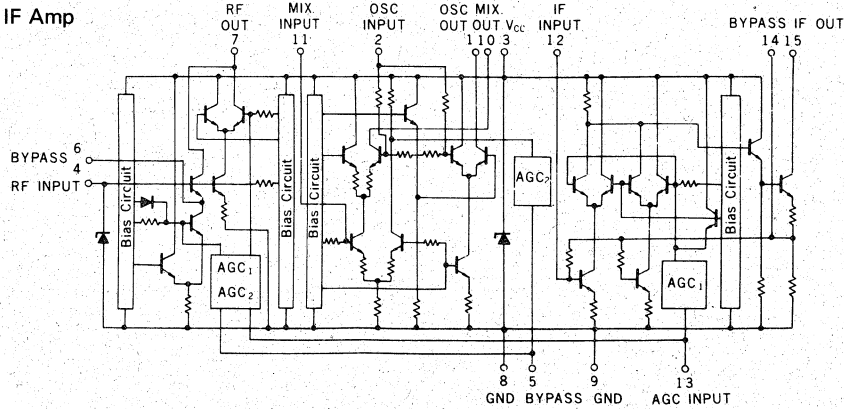 IF Amp
RF OUT
7
MIX. INPUT
11
OSC INPUT
2
OSC OUT
1
MIX. OUT
10
Vcc
3
IF INPUT
12
BYPASS
14
IF OUT
15
BYPASS 6
RF INPUT 4
Bias Circuit
Bias Circuit
Bias Circuit
AGC2
Bias Circuit
AGC1
AGC2
AGC1
8
GND
5
BYPASS
9
GND
13
AGC INPUT